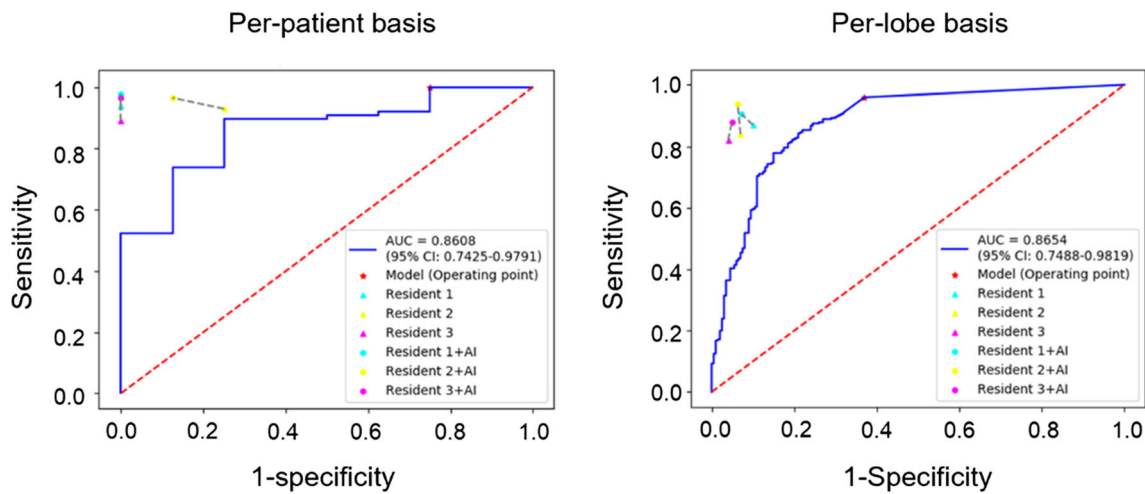 Per-patient basis
Sensitivity
1.0
0.8
0.6
0.4
0.2
0.0
AUC = 0.8608
(95% CI: 0.7425-0.9791)
Model (Operating point)
Resident 1
Resident 2
Resident 3
Resident 1+AI
Resident 2+AI
Resident 3+AI
0.0 0.2 0.4 0.6 0.8 1.0
1-specificity
Per-lobe basis
Sensitivity
1.0
0.8
0.6
0.4
0.2
0.0
AUC = 0.8654
(95% CI: 0.7488-0.9819)
Model (Operating point)
Resident 1
Resident 2
Resident 3
Resident 1+AI
Resident 2+AI
Resident 3+AI
0.0 0.2 0.4 0.6 0.8 1.0
1-Specificity